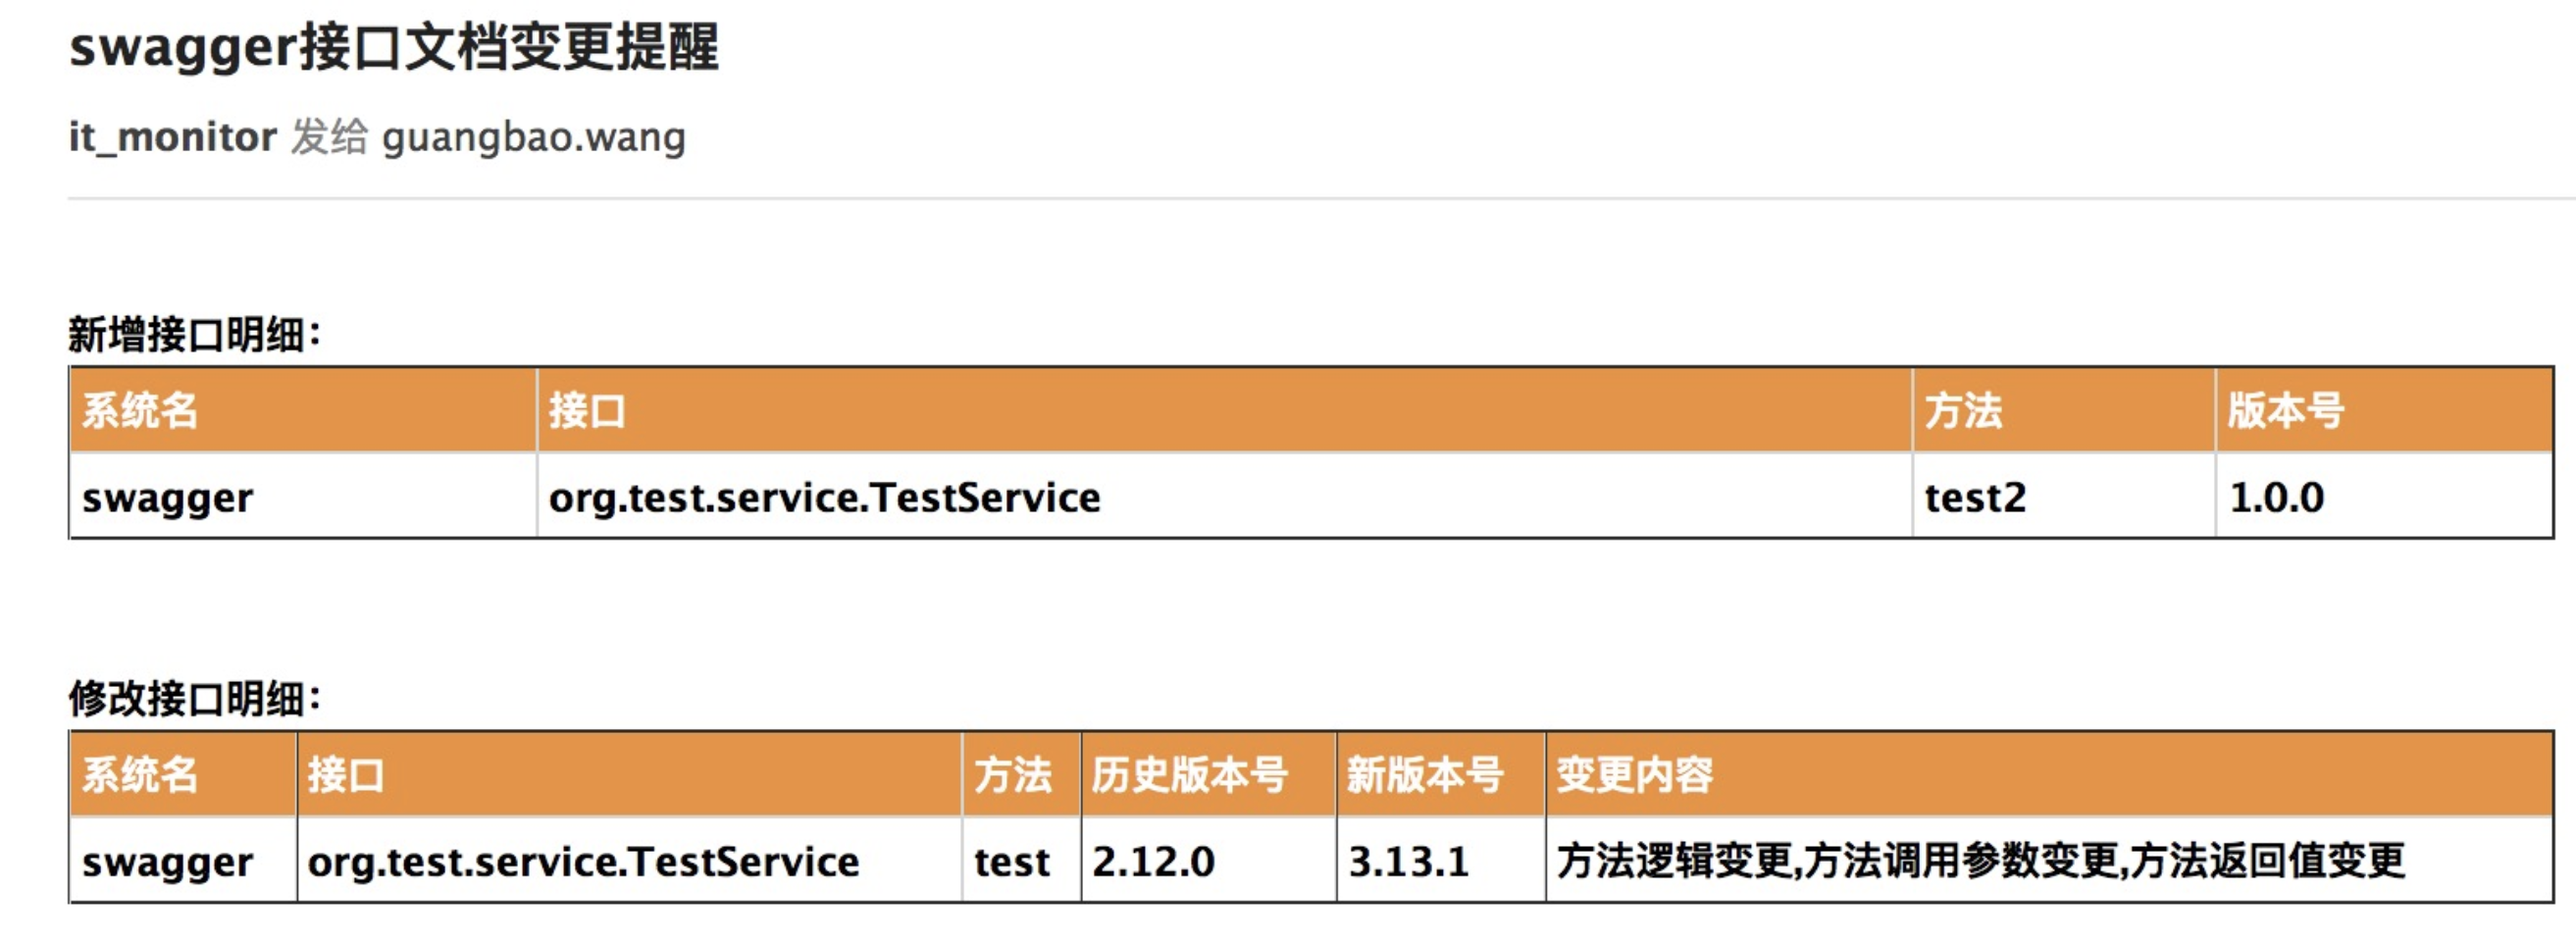 swagger接口文档变更提醒
it_monitor 发给 guangbao.wang
新增接口明细：
系统名 接口 方法 版本号
swagger org.test.service.TestService test2 1.0.0
修改接口明细：
系统名 接口 方法 历史版本号 新版本号 变更内容
swagger org.test.service.TestService test 2.12.0 3.13.1 方法逻辑变更,方法调用参数变更,方法返回值变更